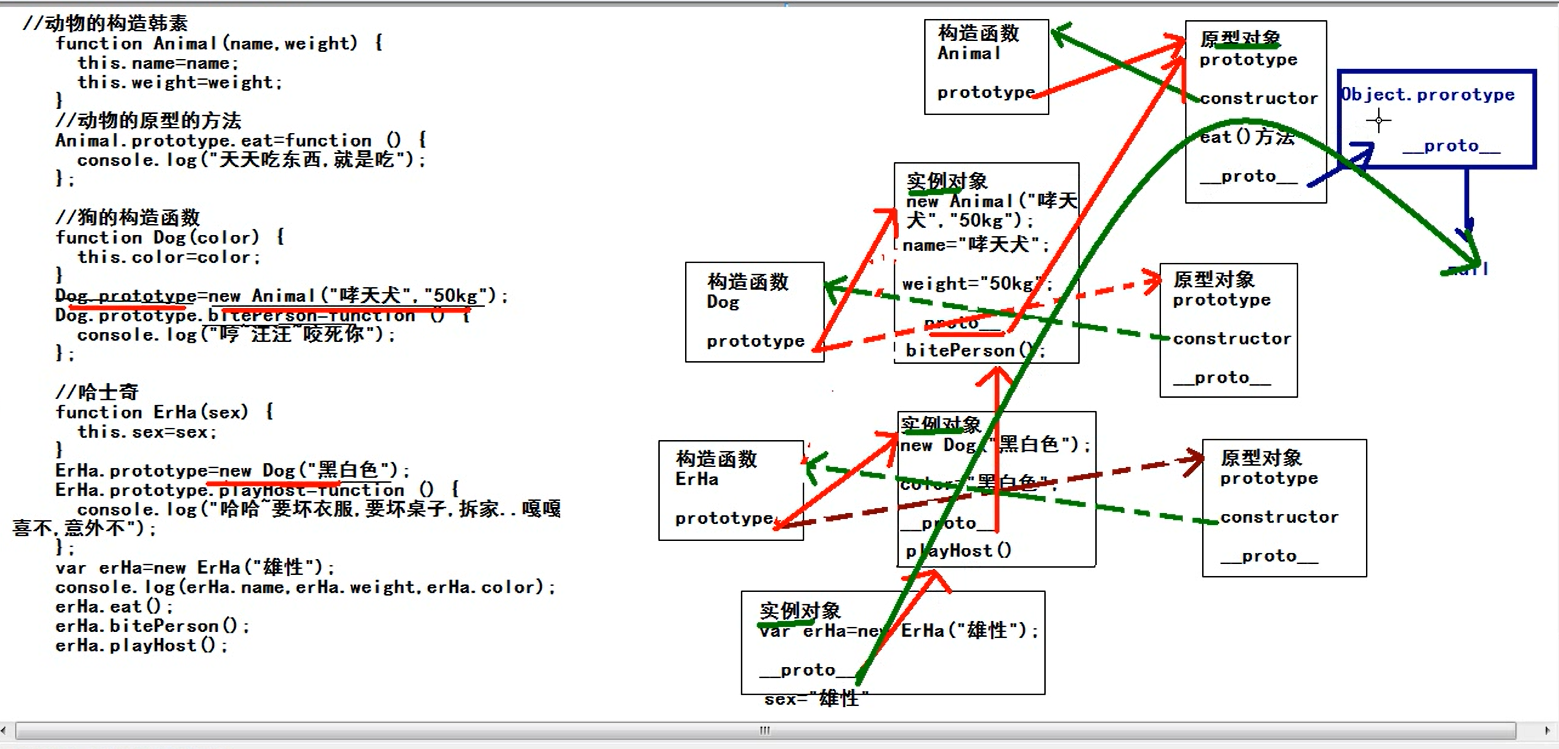 //动物的构造韩素
function Animal(name,weight) {
this.name=name;
this.weight=weight;
}
//动物的原型的方法
Animal.prototype.eat=function () {
console.log("天天吃东西,就是吃");
};
//狗的构造函数
function Dog(color) {
this.color=color;
}
Dog.prototype=new Animal("哮天犬","50kg");
Dog.prototype.bitePerson=function () {
console.log("哼~汪汪~咬死你");
};
//哈士奇
function ErHa(sex) {
this.sex=sex;
}
ErHa.prototype=new Dog("黑白色");
ErHa.prototype.playHost=function () {
console.log("哈哈~要坏衣服,要坏桌子,拆家..嘎嘎
喜不,意外不");
};
var erHa=new ErHa("雄性");
console.log(erHa.name,erHa.weight,erHa.color);
erHa.eat();
erHa.bitePerson();
erHa.playHost();
构造函数
Animal
prototype
原型对象
prototype
constructor
eat()方法
__proto__
Object.prorotype
__proto__
null
实例对象
new Animal("哮天
犬","50kg");
name="哮天犬";
weight="50kg";
__proto__
bitePerson();
构造函数
Dog
prototype
原型对象
prototype
constructor
__proto__
实例对象
new Dog("黑白色");
color="黑白色";
__proto__
playHost()
构造函数
ErHa
prototype
原型对象
prototype
constructor
__proto__
实例对象
var erHa=new ErHa("雄性");
__proto__
sex="雄性"